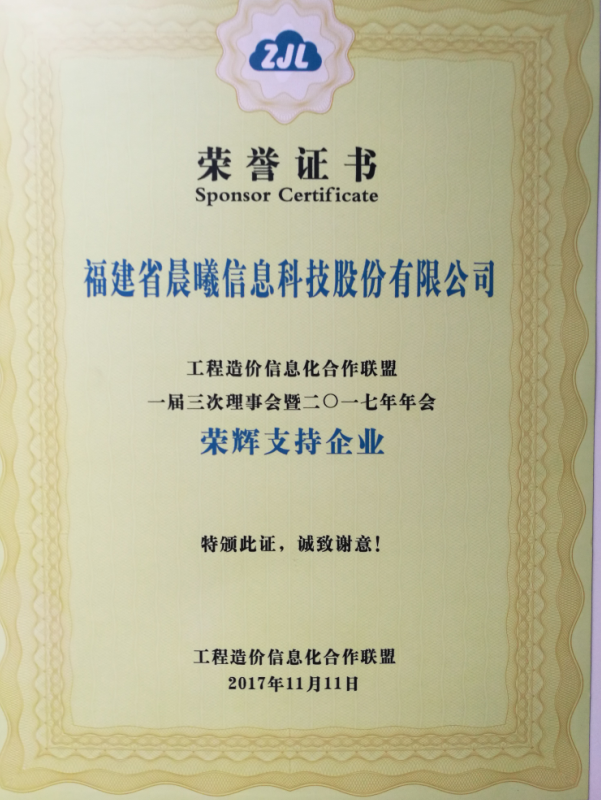 ZJL
荣誉证书
Sponsor Certificate
福建省晨曦信息科技股份有限公司
工程造价信息化合作联盟
一届三次理事会暨二〇一七年年会
荣辉支持企业
特颁此证，诚致谢意！
工程造价信息化合作联盟
2017年11月11日